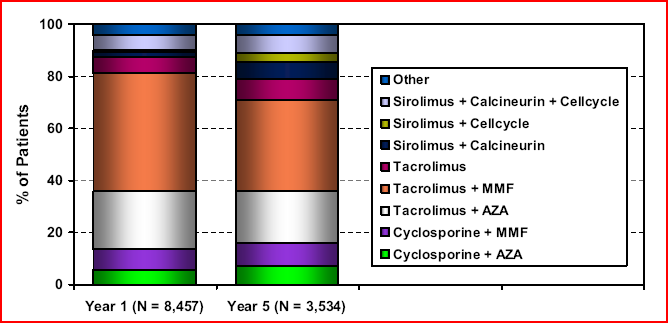 100
80
60
40
20
0
% of Patients
Year 1 (N = 8,457)
Year 5 (N = 3,534)
Other
Sirolimus + Calcineurin + Cellcycle
Sirolimus + Cellcycle
Sirolimus + Calcineurin
Tacrolimus
Tacrolimus + MMF
Tacrolimus + AZA
Cyclosporine + MMF
Cyclosporine + AZA